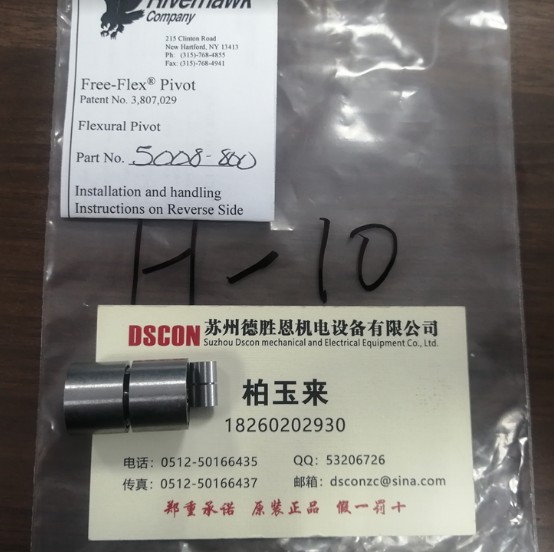 Riverhawk
Company
215 Clinton Road
New Hartford, NY 13413
Ph: (315)-768-4855
Fax: (315)-768-4941
Free-Flex® Pivot
Patent No. 3,807,029
Flexural Pivot
Part No. 5008-800
Installation and handling
Instructions on Reverse Side
H-10
DSCON 苏州德胜恩机电设备有限公司
Suzhou Dscon mechanical and Electrical Equipment Co., Ltd.
柏玉来
18260202930
电话：0512-50166435 QQ：53206726
传真：0512-50166437 邮箱：dsconzc@sina.com
郑重承诺 原装正品 假一罚十